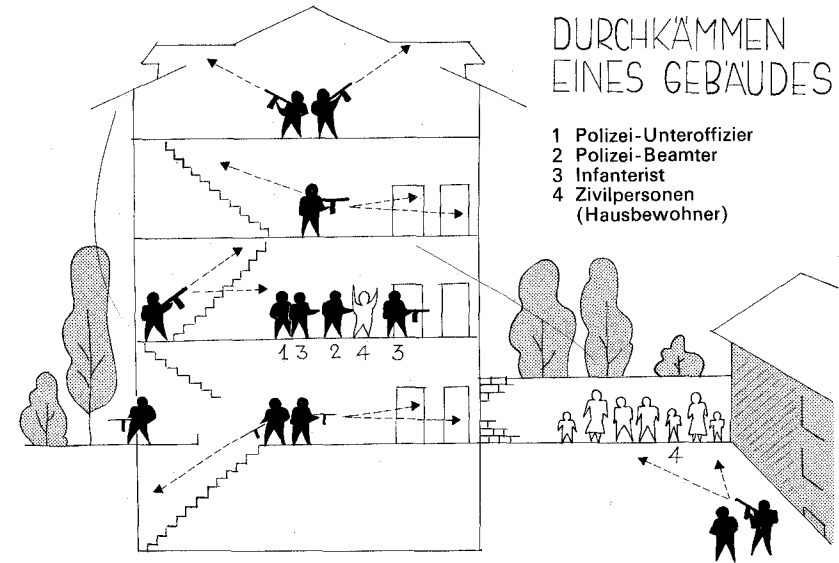 DURCHKÄMMEN
EINES GEBÄUDES
1 Polizei-Unteroffizier
2 Polizei-Beamter
3 Infanterist
4 Zivilpersonen
(Hausbewohner)
1 3 2 4 3
4